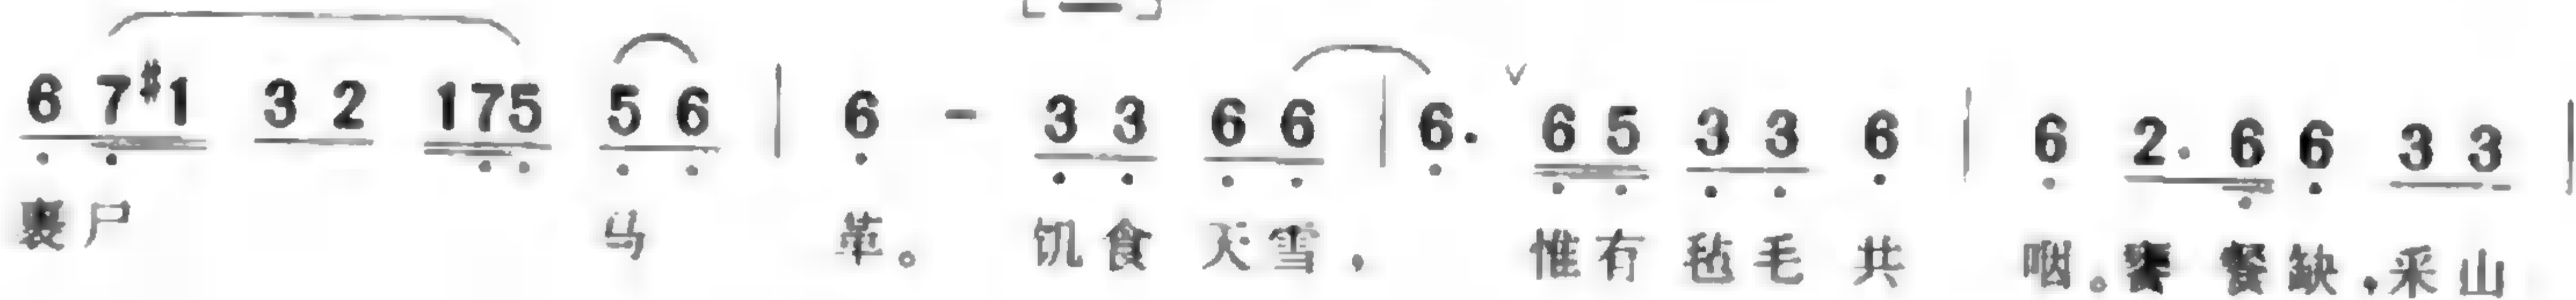 [一]
6 7#1 3 2 175 5 6 | 6 - 3 3 6 6 | 6. ∨ 6 5 3 3 6 | 6 2. 6 6 3 3 |
裹尸 马 革。 饥食天雪， 惟有毡毛共 咽。饔餐缺，采山